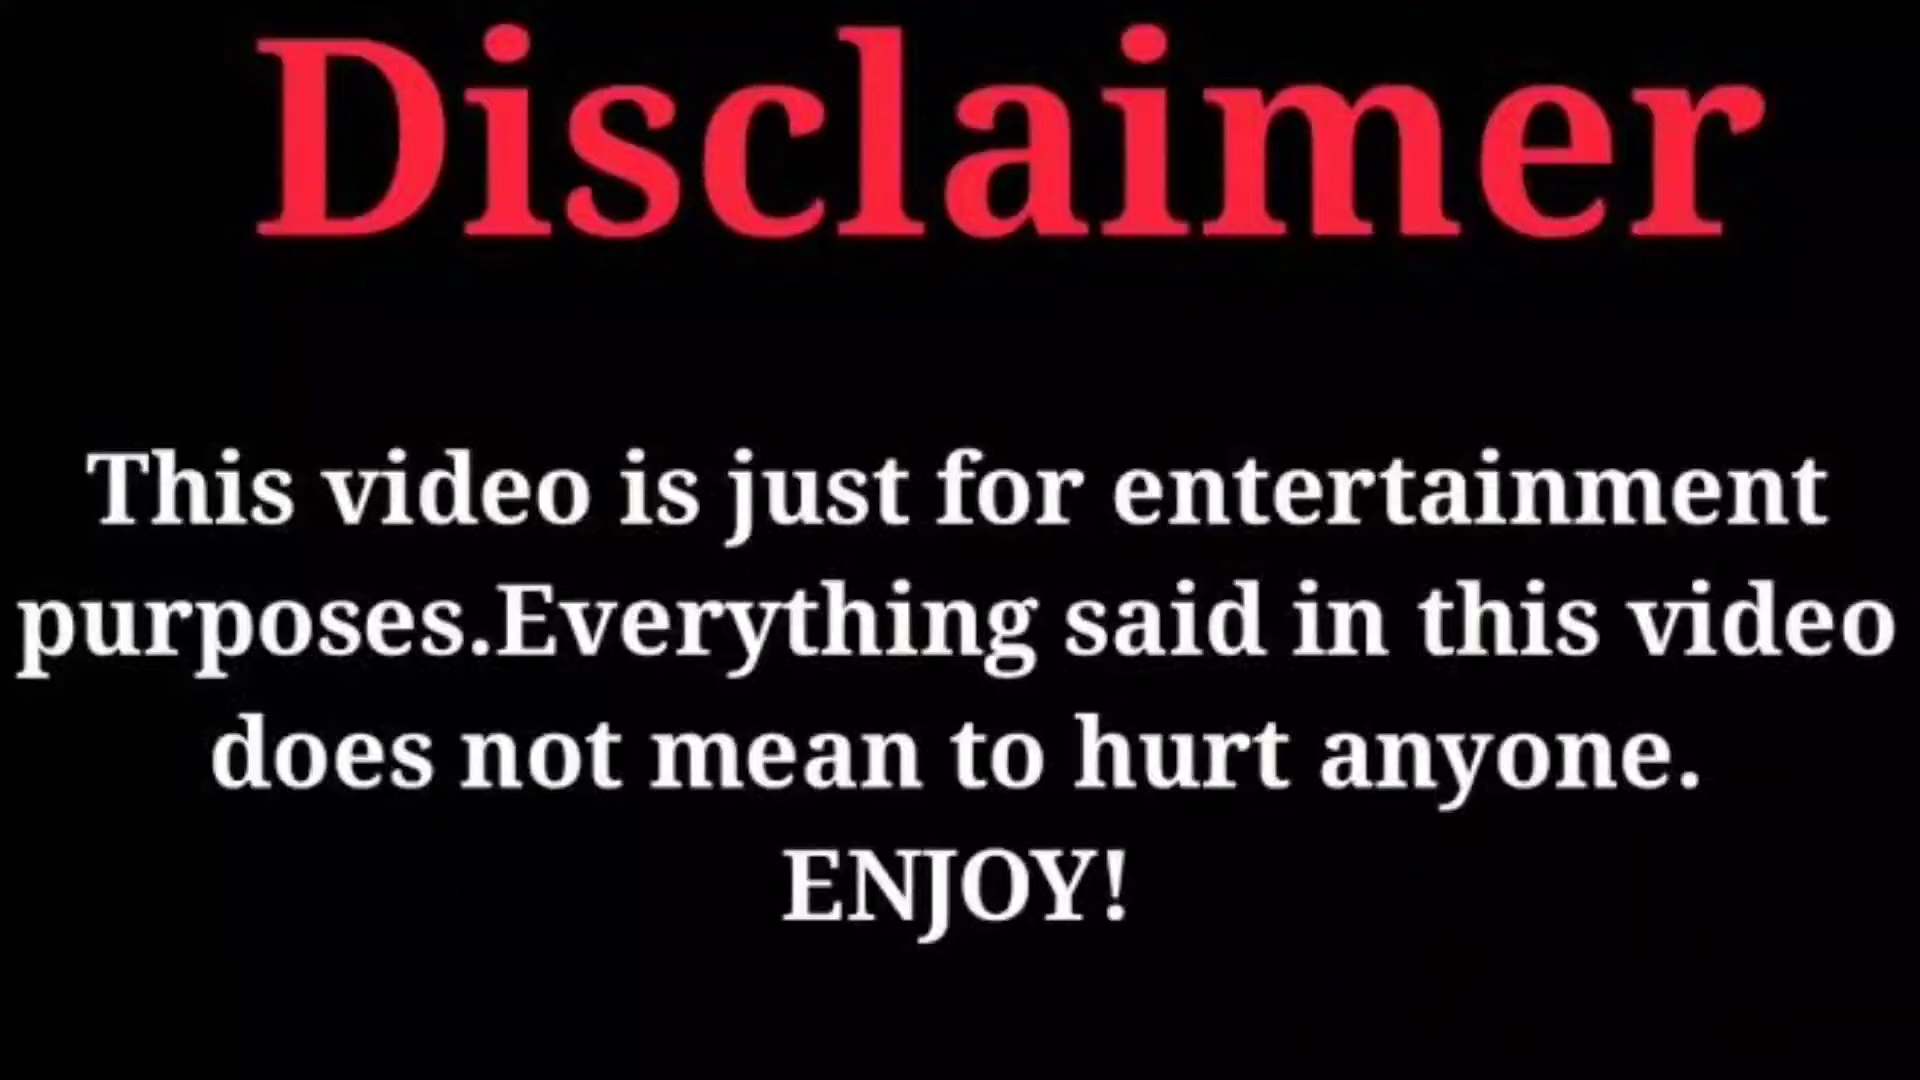 Disclaimer
This video is just for entertainment
purposes.Everything said in this video
does not mean to hurt anyone.
ENJOY!